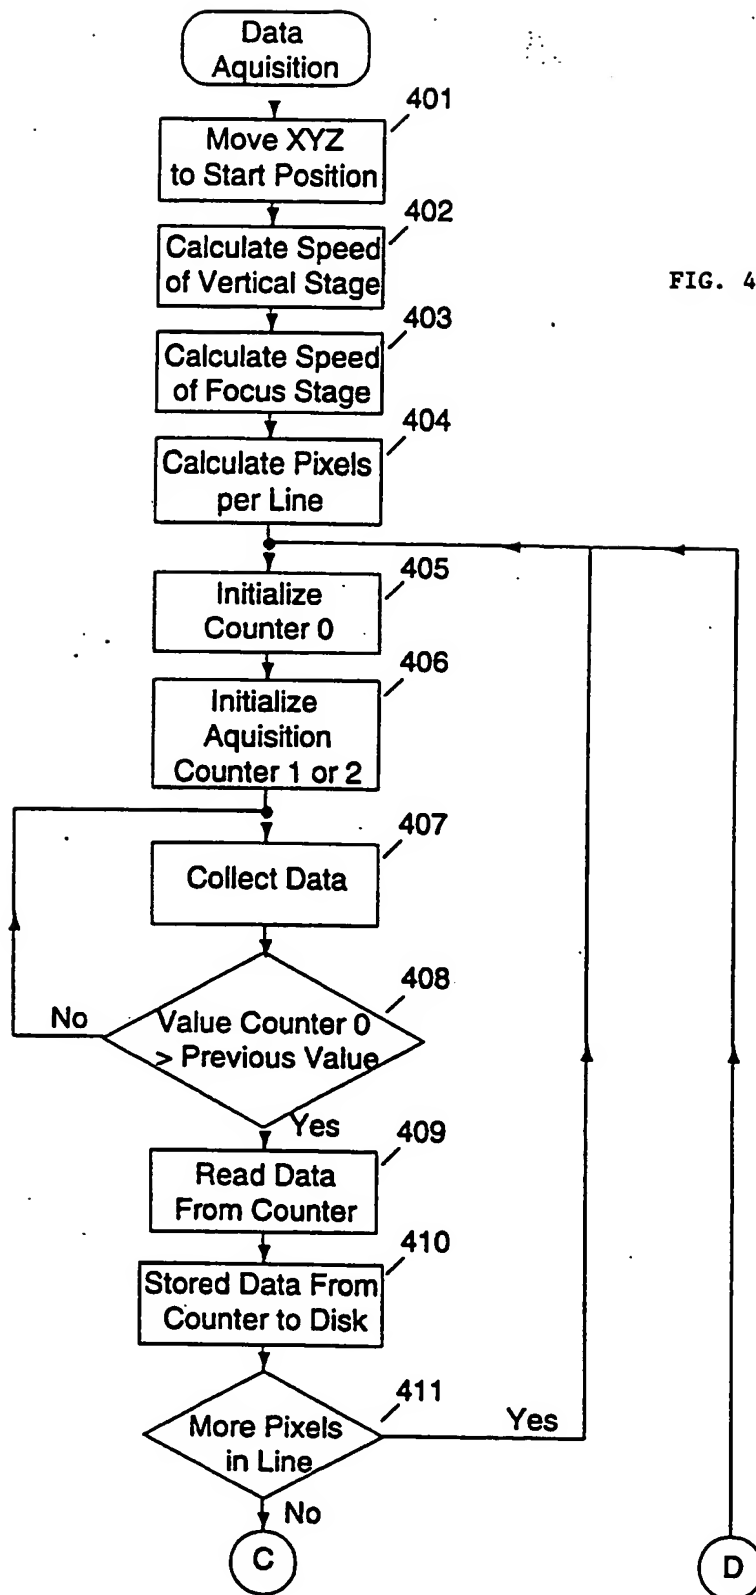 Data
Aquisition
401
Move XYZ
to Start Position
402
Calculate Speed
of Vertical Stage
FIG. 4
403
Calculate Speed
of Focus Stage
404
Calculate Pixels
per Line
405
Initialize
Counter 0
406
Initialize
Aquisition
Counter 1 or 2
407
Collect Data
408
No
Value Counter 0
> Previous Value
Yes
409
Read Data
From Counter
410
Stored Data From
Counter to Disk
411
More Pixels
in Line
Yes
No
C
D